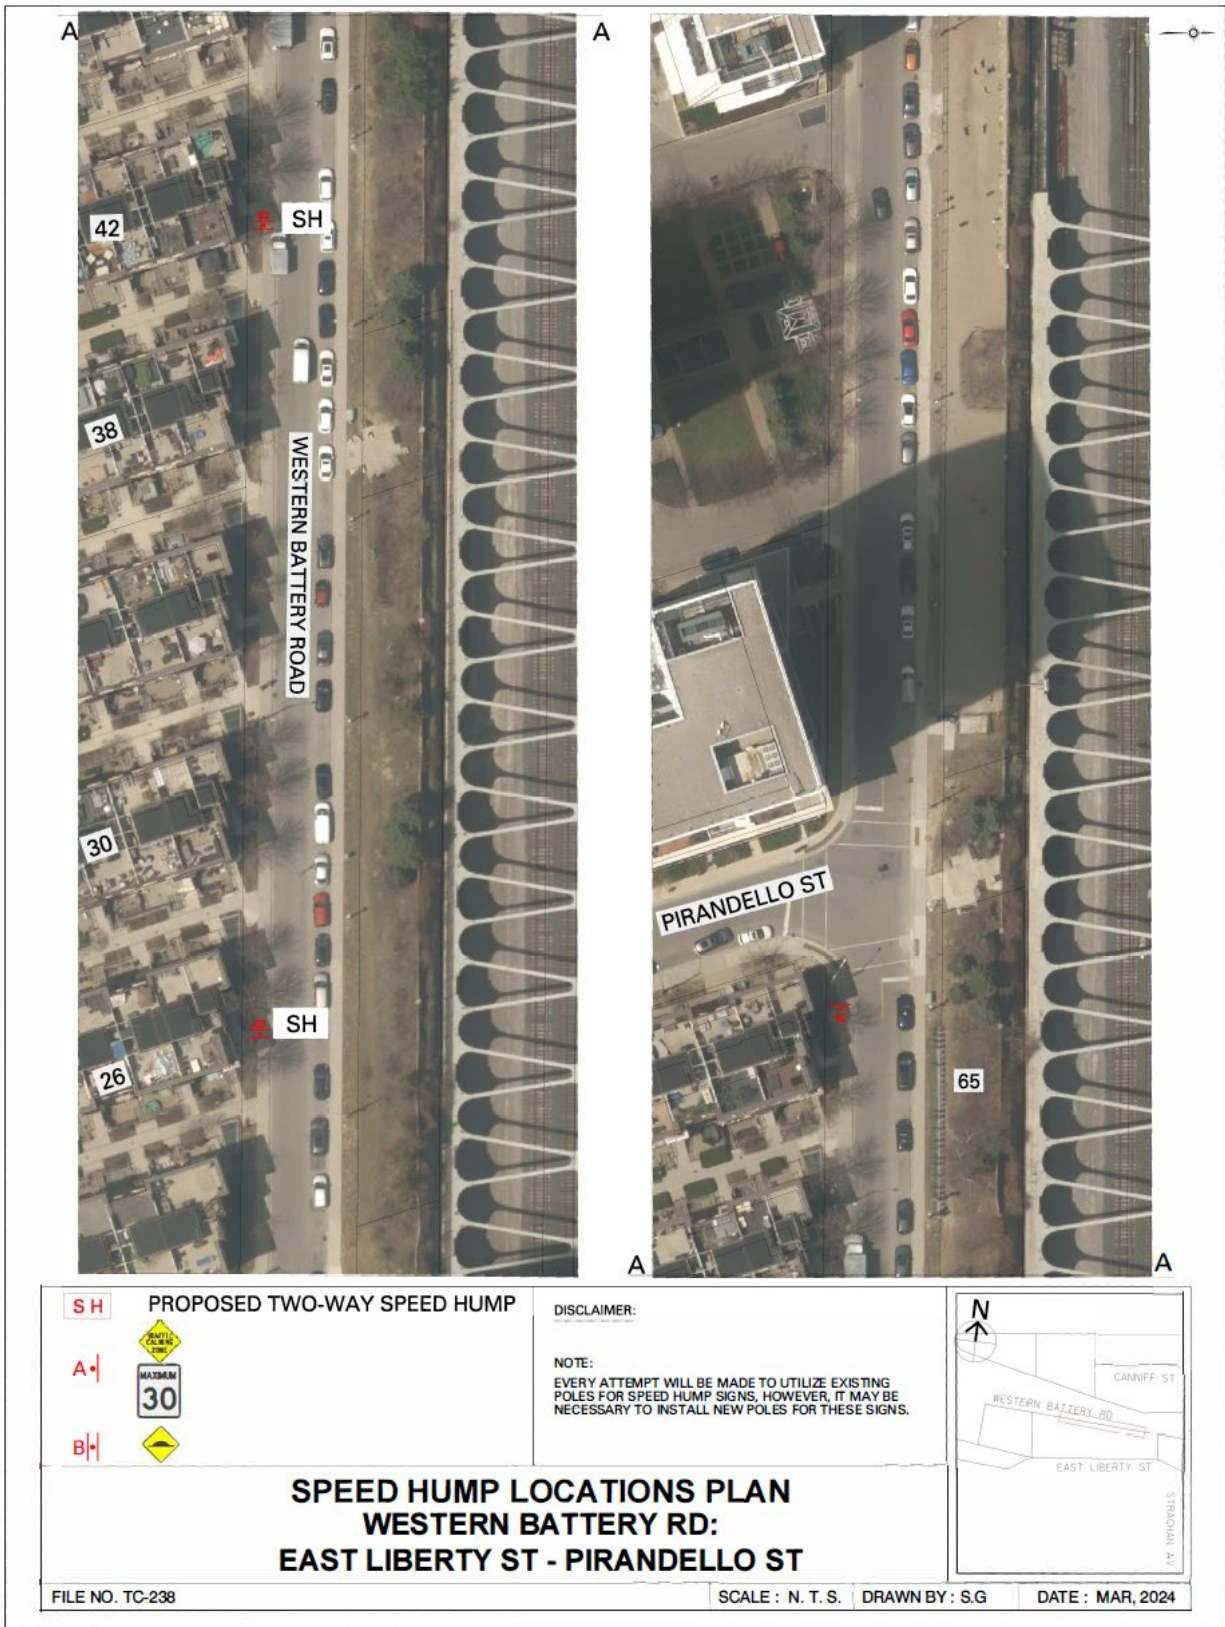 A
A
42
SH
38
WESTERN BATTERY ROAD
30
SH
26
PIRANDELLO ST
65
A
A
S H
PROPOSED TWO-WAY SPEED HUMP
TRAFFIC
CALMING
ZONE
A
MAXIMUM
30
B
DISCLAIMER:
NOTE:
EVERY ATTEMPT WILL BE MADE TO UTILIZE EXISTING
POLES FOR SPEED HUMP SIGNS, HOWEVER, IT MAY BE
NECESSARY TO INSTALL NEW POLES FOR THESE SIGNS.
N
CANNIFF ST
WESTERN BATTERY RD
EAST LIBERTY ST
STRACHAN AV
SPEED HUMP LOCATIONS PLAN
WESTERN BATTERY RD:
EAST LIBERTY ST - PIRANDELLO ST
FILE NO. TC-238
SCALE : N. T. S.
DRAWN BY : S.G
DATE : MAR, 2024